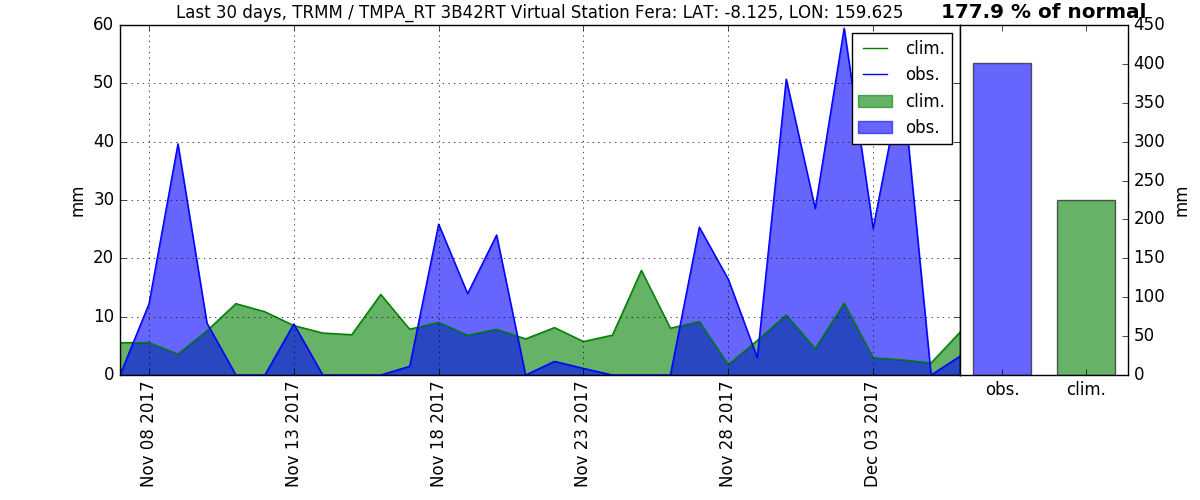 Last 30 days, TRMM / TMPA_RT 3B42RT Virtual Station Fera: LAT: -8.125, LON: 159.625
177.9 % of normal
60
50
40
30
20
10
0
mm
clim.
obs.
clim.
obs.
450
400
350
300
250
200
150
100
50
0
mm
obs.
clim.
Nov 08 2017
Nov 13 2017
Nov 18 2017
Nov 23 2017
Nov 28 2017
Dec 03 2017